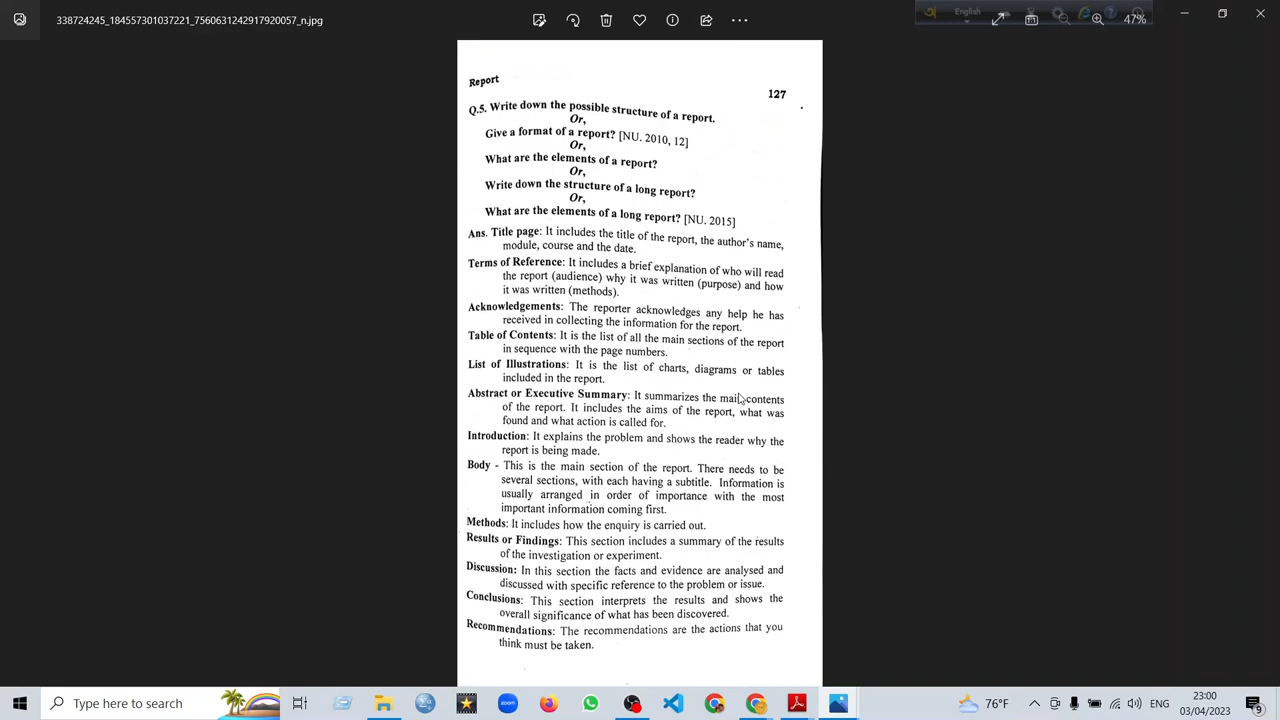 338724245_184557301037221_7560631242917620057_n.jpg
English
47%
Report
127
Q.5. Write down the possible structure of a report.
Or,
Give a format of a report? [NU. 2010, 12]
Or,
What are the elements of a report?
Or,
Write down the structure of a long report?
Or,
What are the elements of a long report? [NU. 2015]
Ans. Title page: It includes the title of the report, the author's name,
module, course and the date.
Terms of Reference: It includes a brief explanation of who will read
the report (audience) why it was written (purpose) and how
it was written (methods).
Acknowledgements: The reporter acknowledges any help he has
received in collecting the information for the report.
Table of Contents: It is the list of all the main sections of the report
in sequence with the page numbers.
List of Illustrations: It is the list of charts, diagrams or tables
included in the report.
Abstract or Executive Summary: It summarizes the main contents
of the report. It includes the aims of the report, what was
found and what action is called for.
Introduction: It explains the problem and shows the reader why the
report is being made.
Body - This is the main section of the report. There needs to be
several sections, with each having a subtitle. Information is
usually arranged in order of importance with the most
important information coming first.
Methods: It includes how the enquiry is carried out.
Results or Findings: This section includes a summary of the results
of the investigation or experiment.
Discussion: In this section the facts and evidence are analysed and
discussed with specific reference to the problem or issue.
Conclusions: This section interprets the results and shows the
overall significance of what has been discovered.
Recommendations: The recommendations are the actions that you
think must be taken.
Type here to search
zoom
76°F
ENG
23:00
03/04/2023
9